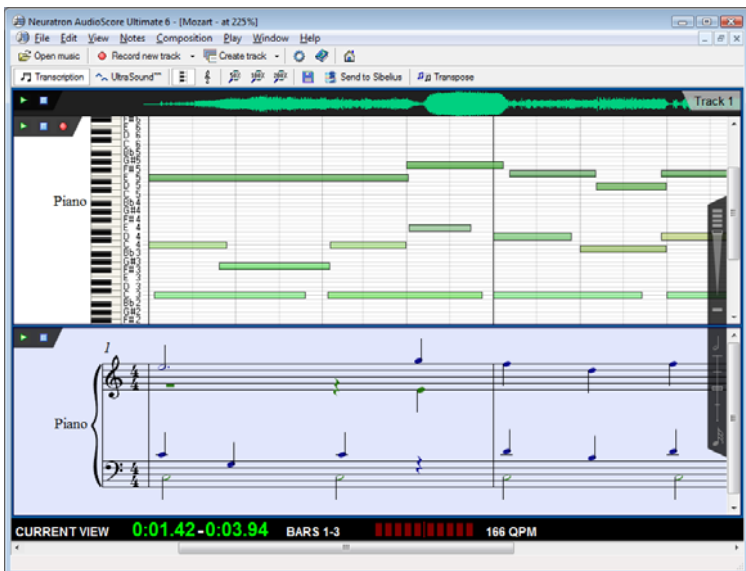 Neuratron AudioScore Ultimate 6 - [Mozart - at 225%]
File Edit View Notes Composition Play Window Help
Open music Record new track Create track
Transcription UltraSound™ Send to Sibelius Transpose
Track 1
Piano
1
Piano
CURRENT VIEW 0:01.42-0:03.94 BARS 1-3 166 QPM